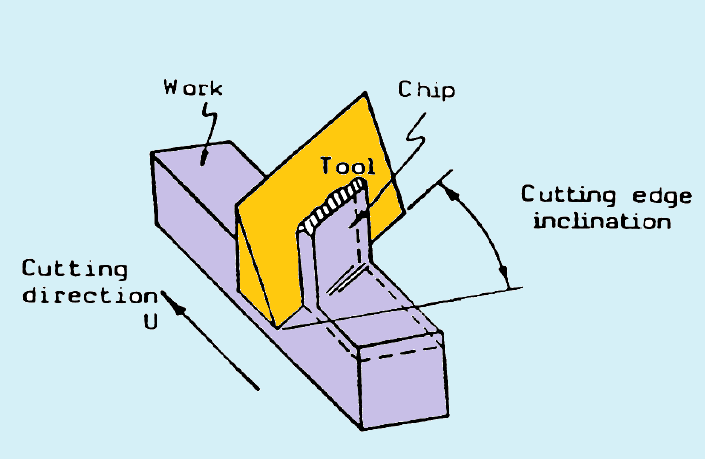 Work
Chip
Tool
Cutting edge
inclination
Cutting
direction
U